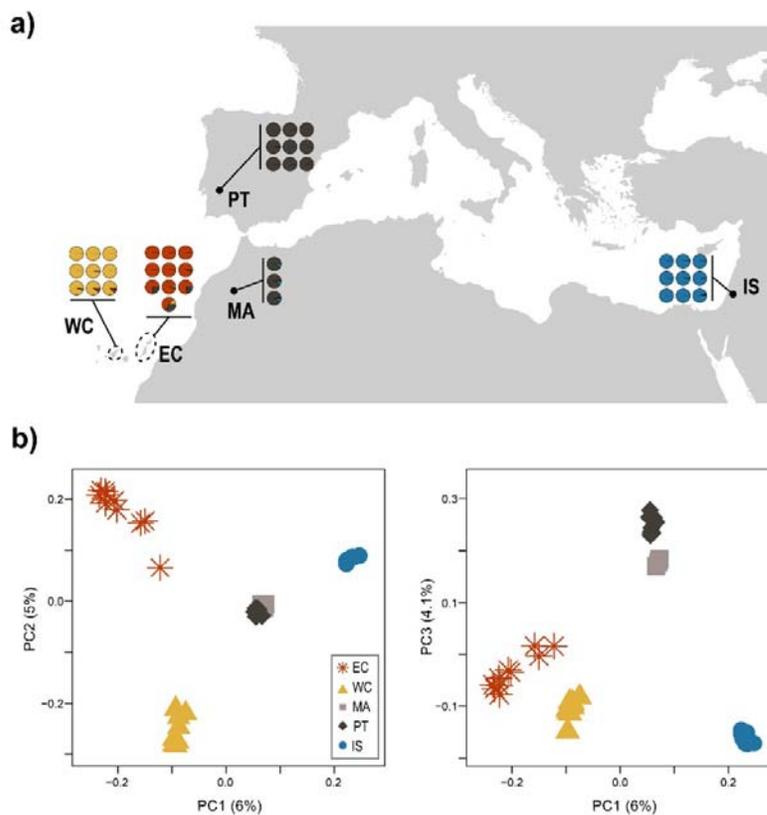 a)
PT
WC
EC
MA
IS
b)
PC2 (5%)
0.2
0.0
−0.2
−0.2
0.0
0.2
PC1 (6%)
EC
WC
MA
PT
IS
PC3 (4.1%)
0.3
0.1
−0.1
−0.2
0.0
0.2
PC1 (6%)